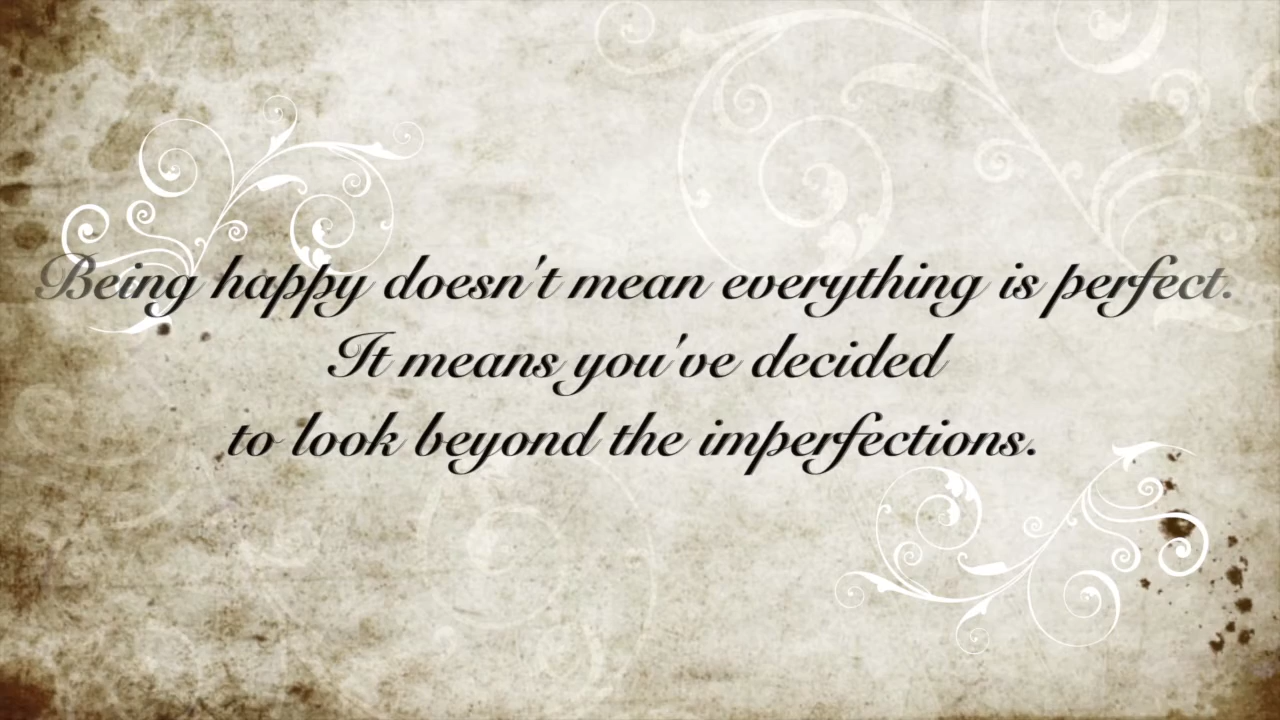 Being happy doesn't mean everything is perfect.
It means you've decided
to look beyond the imperfections.